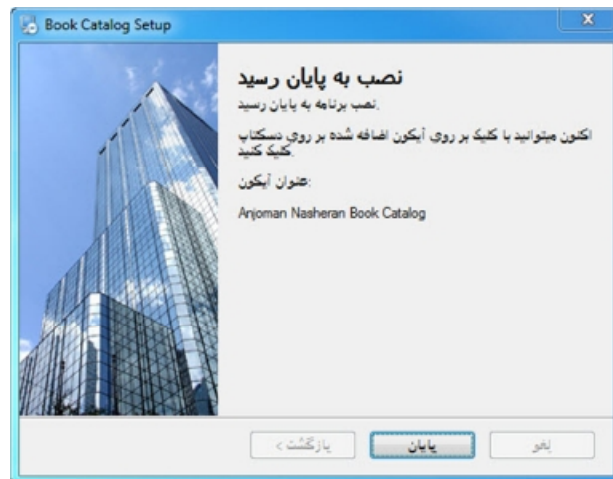 Book Catalog Setup
نصب به پایان رسید
نصب برنامه به پایان رسید.
اکنون میتوانید با کلیک بر روی آیکون اضافه شده بر روی دسکتاپ
کلیک کنید.
عنوان آیکون:
Anjoman Nasheran Book Catalog
بازگشت >
پایان
لغو